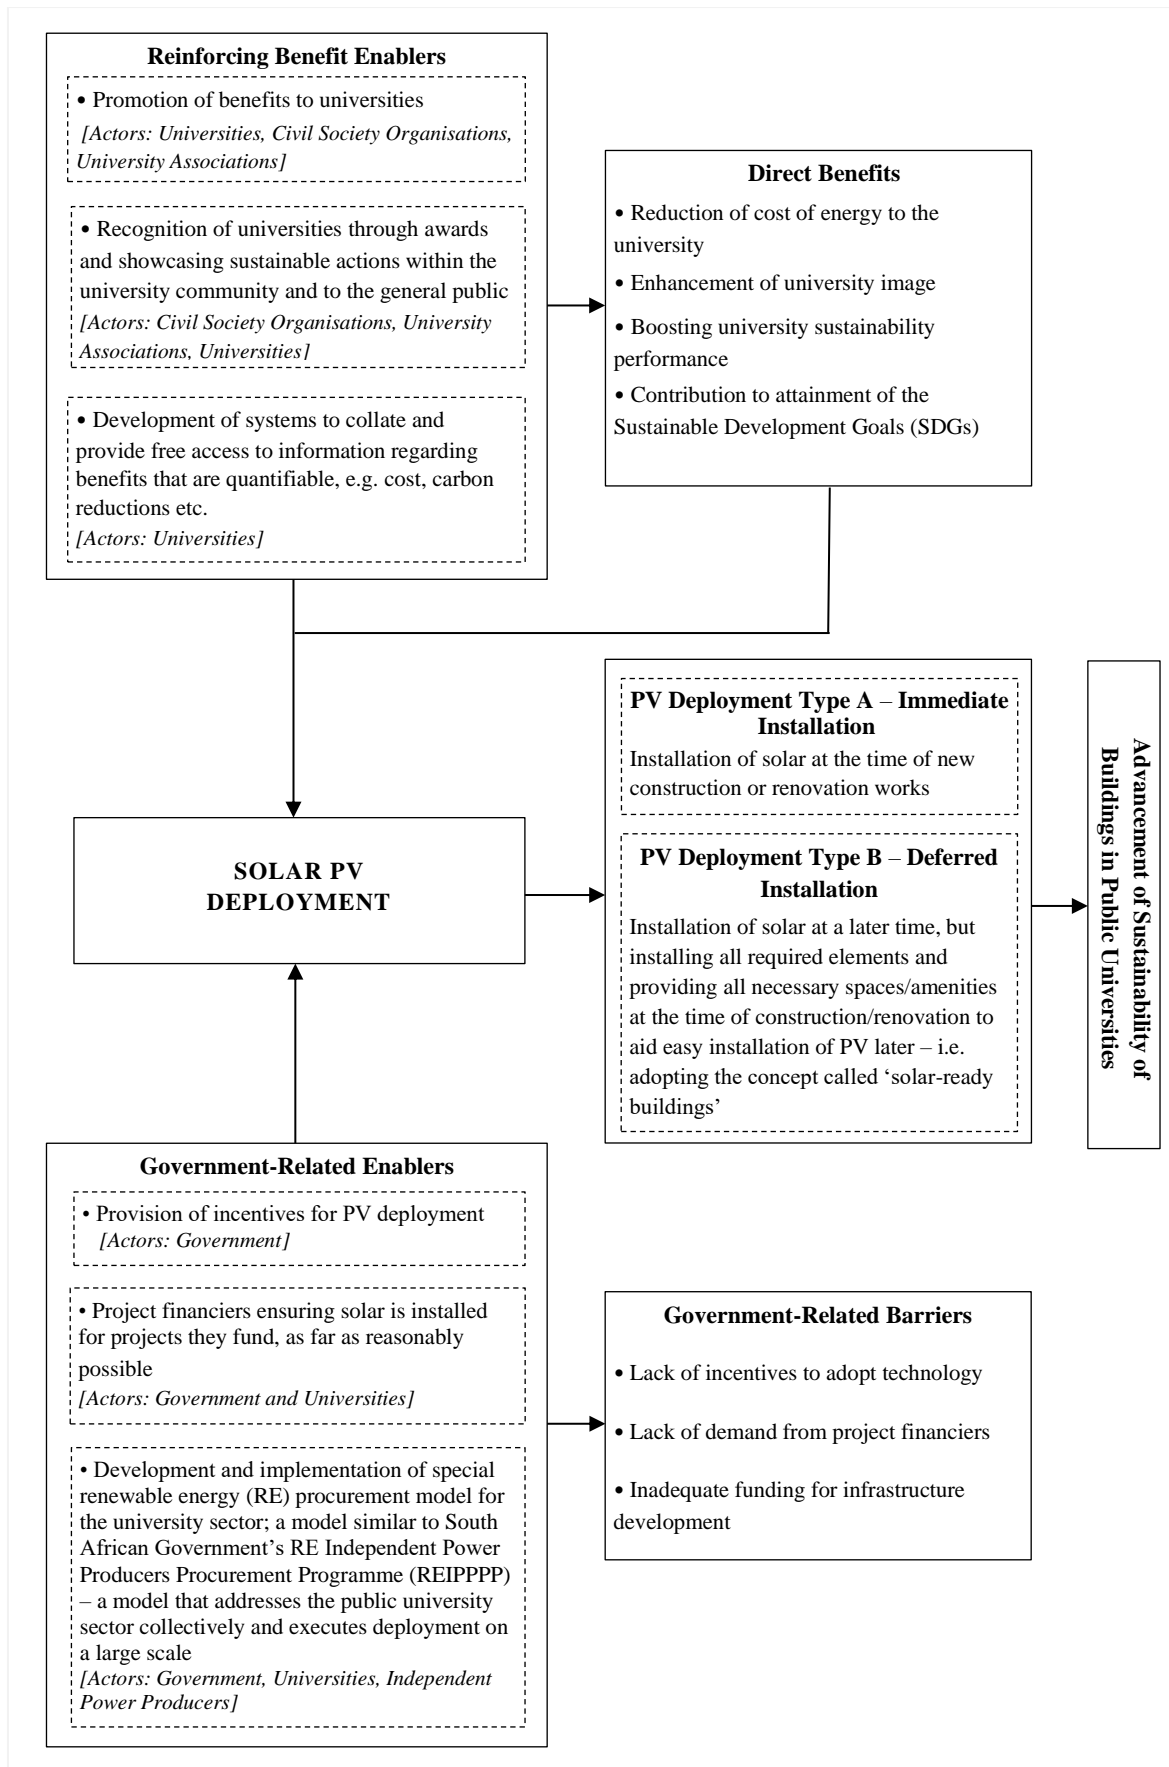 Reinforcing Benefit Enablers
• Promotion of benefits to universities
[Actors: Universities, Civil Society Organisations,
University Associations]
• Recognition of universities through awards
and showcasing sustainable actions within the
university community and to the general public
[Actors: Civil Society Organisations, University
Associations, Universities]
• Development of systems to collate and
provide free access to information regarding
benefits that are quantifiable, e.g. cost, carbon
reductions etc.
[Actors: Universities]
Direct Benefits
• Reduction of cost of energy to the
university
• Enhancement of university image
• Boosting university sustainability
performance
• Contribution to attainment of the
Sustainable Development Goals (SDGs)
SOLAR PV
DEPLOYMENT
PV Deployment Type A – Immediate
Installation
Installation of solar at the time of new
construction or renovation works
PV Deployment Type B – Deferred
Installation
Installation of solar at a later time, but
installing all required elements and
providing all necessary spaces/amenities
at the time of construction/renovation to
aid easy installation of PV later – i.e.
adopting the concept called ‘solar-ready
buildings’
Advancement of Sustainability of
Buildings in Public Universities
Government-Related Enablers
• Provision of incentives for PV deployment
[Actors: Government]
• Project financiers ensuring solar is installed
for projects they fund, as far as reasonably
possible
[Actors: Government and Universities]
• Development and implementation of special
renewable energy (RE) procurement model for
the university sector; a model similar to South
African Government’s RE Independent Power
Producers Procurement Programme (REIPPPP)
– a model that addresses the public university
sector collectively and executes deployment on
a large scale
[Actors: Government, Universities, Independent
Power Producers]
Government-Related Barriers
• Lack of incentives to adopt technology
• Lack of demand from project financiers
• Inadequate funding for infrastructure
development